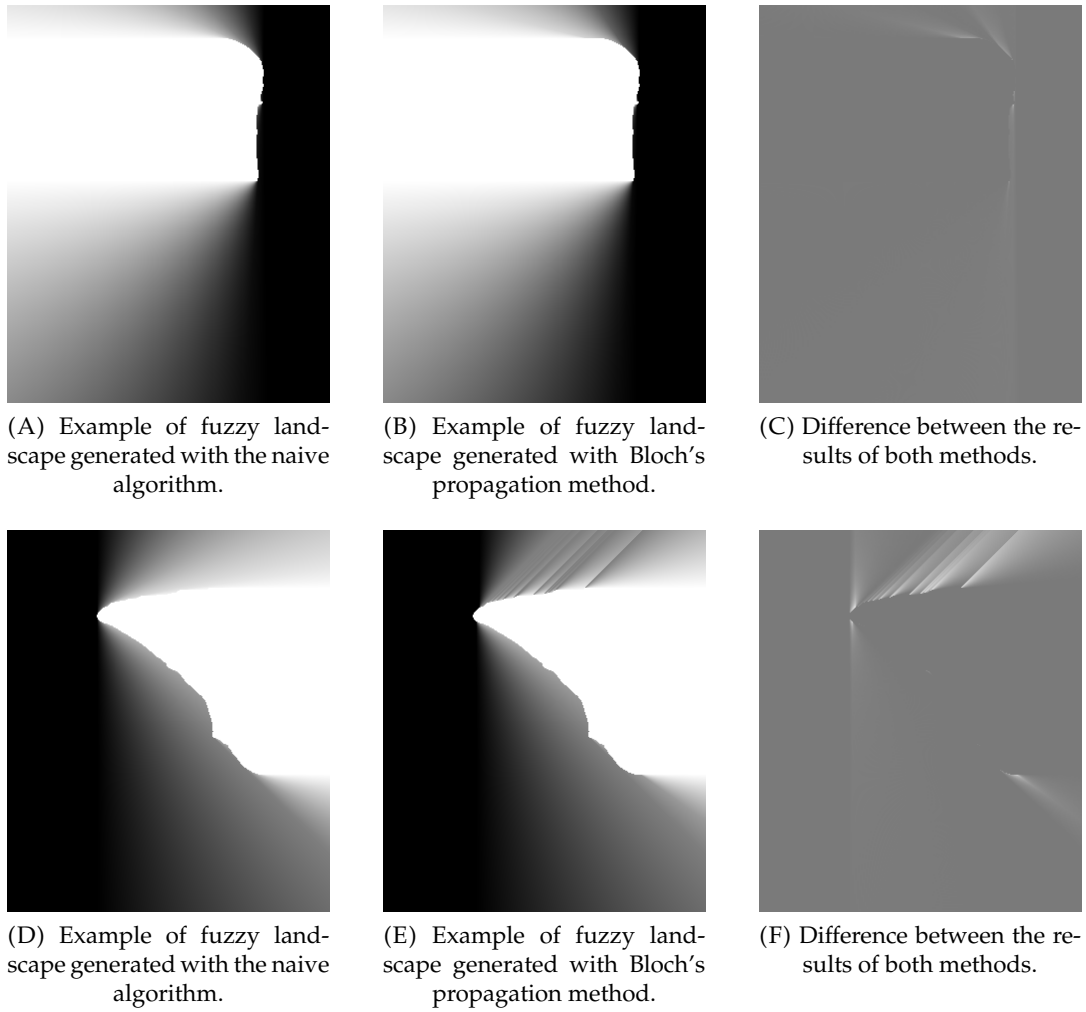 (A) Example of fuzzy land-
scape generated with the naive
algorithm.
(B) Example of fuzzy land-
scape generated with Bloch's
propagation method.
(C) Difference between the re-
sults of both methods.
(D) Example of fuzzy land-
scape generated with the naive
algorithm.
(E) Example of fuzzy land-
scape generated with Bloch's
propagation method.
(F) Difference between the re-
sults of both methods.